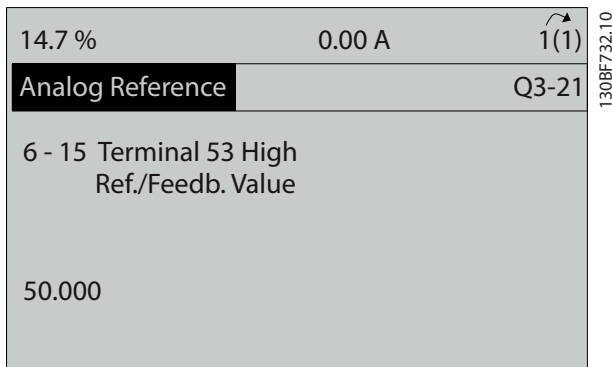 14.7 % 0.00 A 1(1)
Analog Reference Q3-21
6 - 15 Terminal 53 High
Ref./Feedb. Value
50.000
130BF732.10